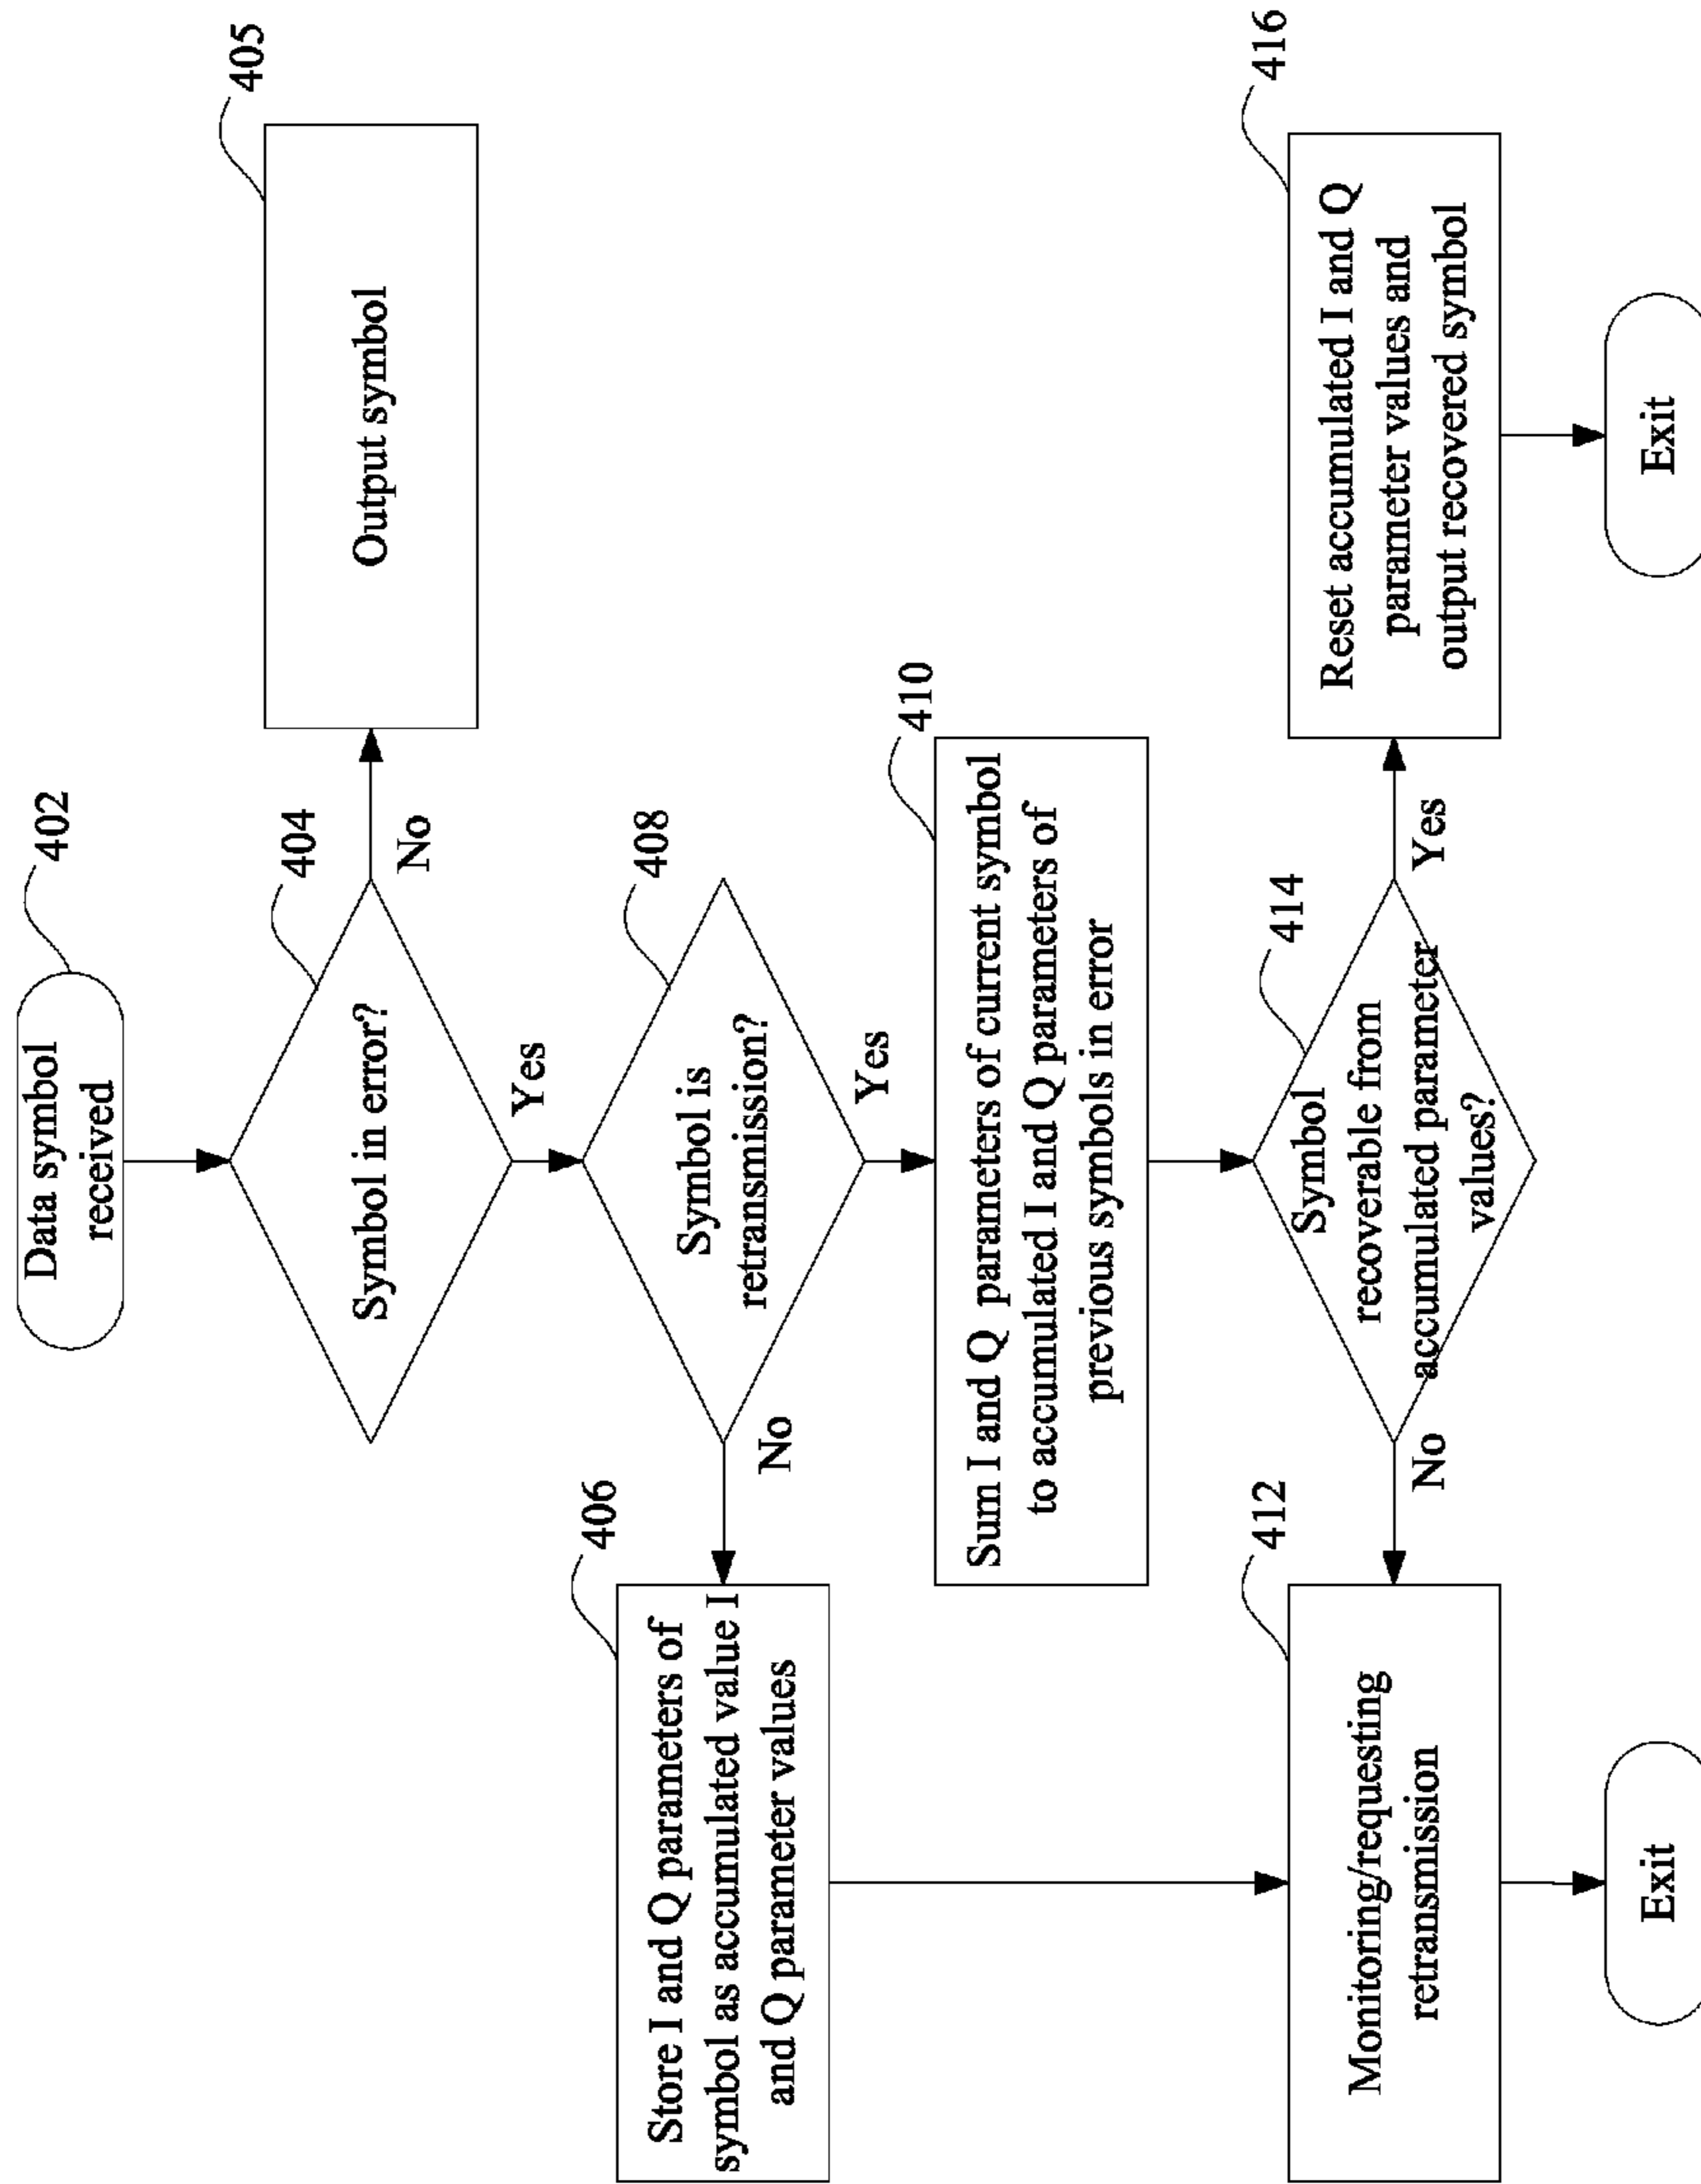 402
Data symbol
received
404
Symbol in error?
No
405
Output symbol
Yes
408
Symbol is
retransmission?
No
Yes
406
Store I and Q parameters of
symbol as accumulated value I
and Q parameter values
410
Sum I and Q parameters of current symbol
to accumulated I and Q parameters of
previous symbols in error
414
Symbol
recoverable from
accumulated parameter
values?
No
Yes
412
Monitoring/requesting
retransmission
416
Reset accumulated I and Q
parameter values and
output recovered symbol
Exit
Exit